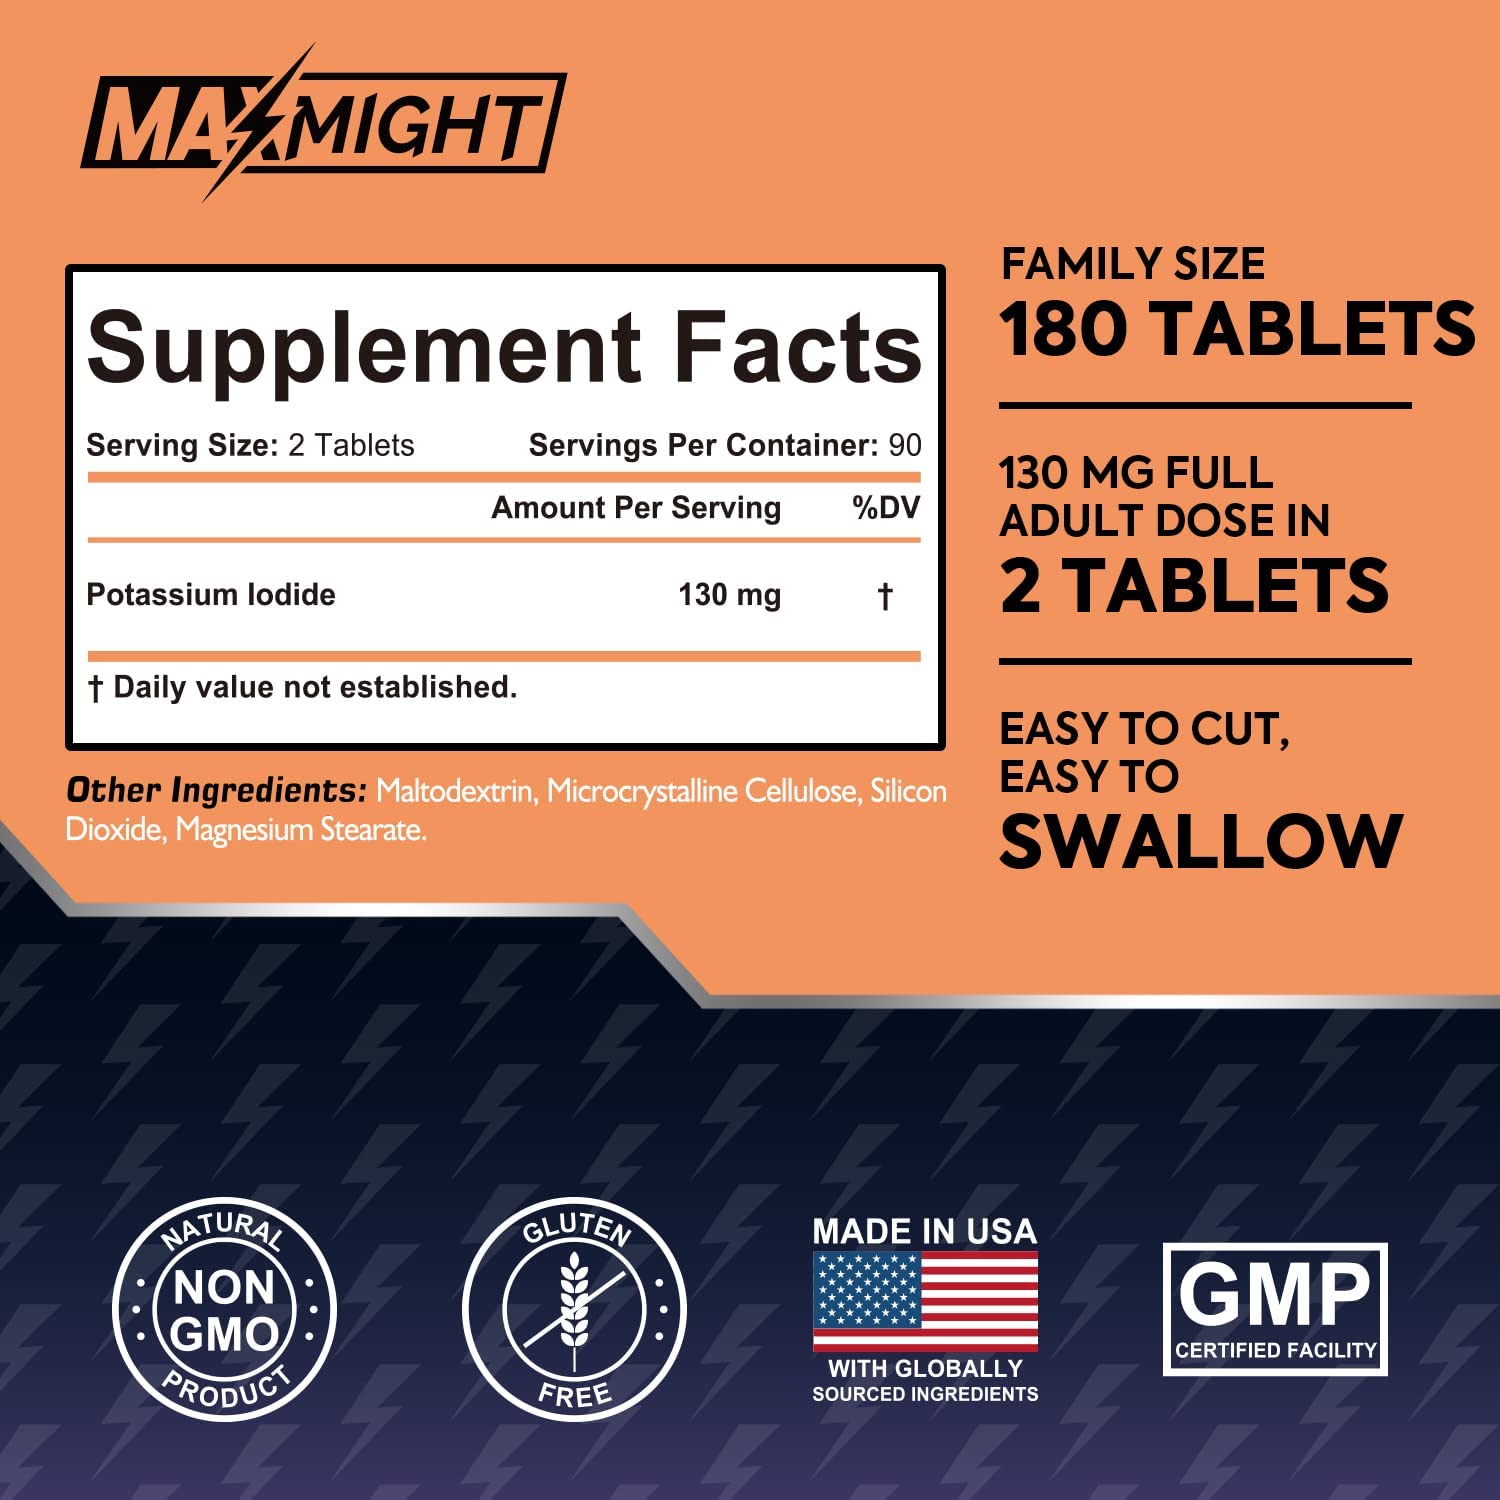 MAXMIGHT
Supplement Facts
Serving Size: 2 Tablets Servings Per Container: 90
Amount Per Serving %DV
Potassium Iodide 130 mg †
† Daily value not established.
Other Ingredients: Maltodextrin, Microcrystalline Cellulose, Silicon
Dioxide, Magnesium Stearate.
FAMILY SIZE
180 TABLETS
130 MG FULL
ADULT DOSE IN
2 TABLETS
EASY TO CUT,
EASY TO
SWALLOW
NATURAL
NON
GMO
PRODUCT
GLUTEN
FREE
MADE IN USA
WITH GLOBALLY
SOURCED INGREDIENTS
GMP
CERTIFIED FACILITY